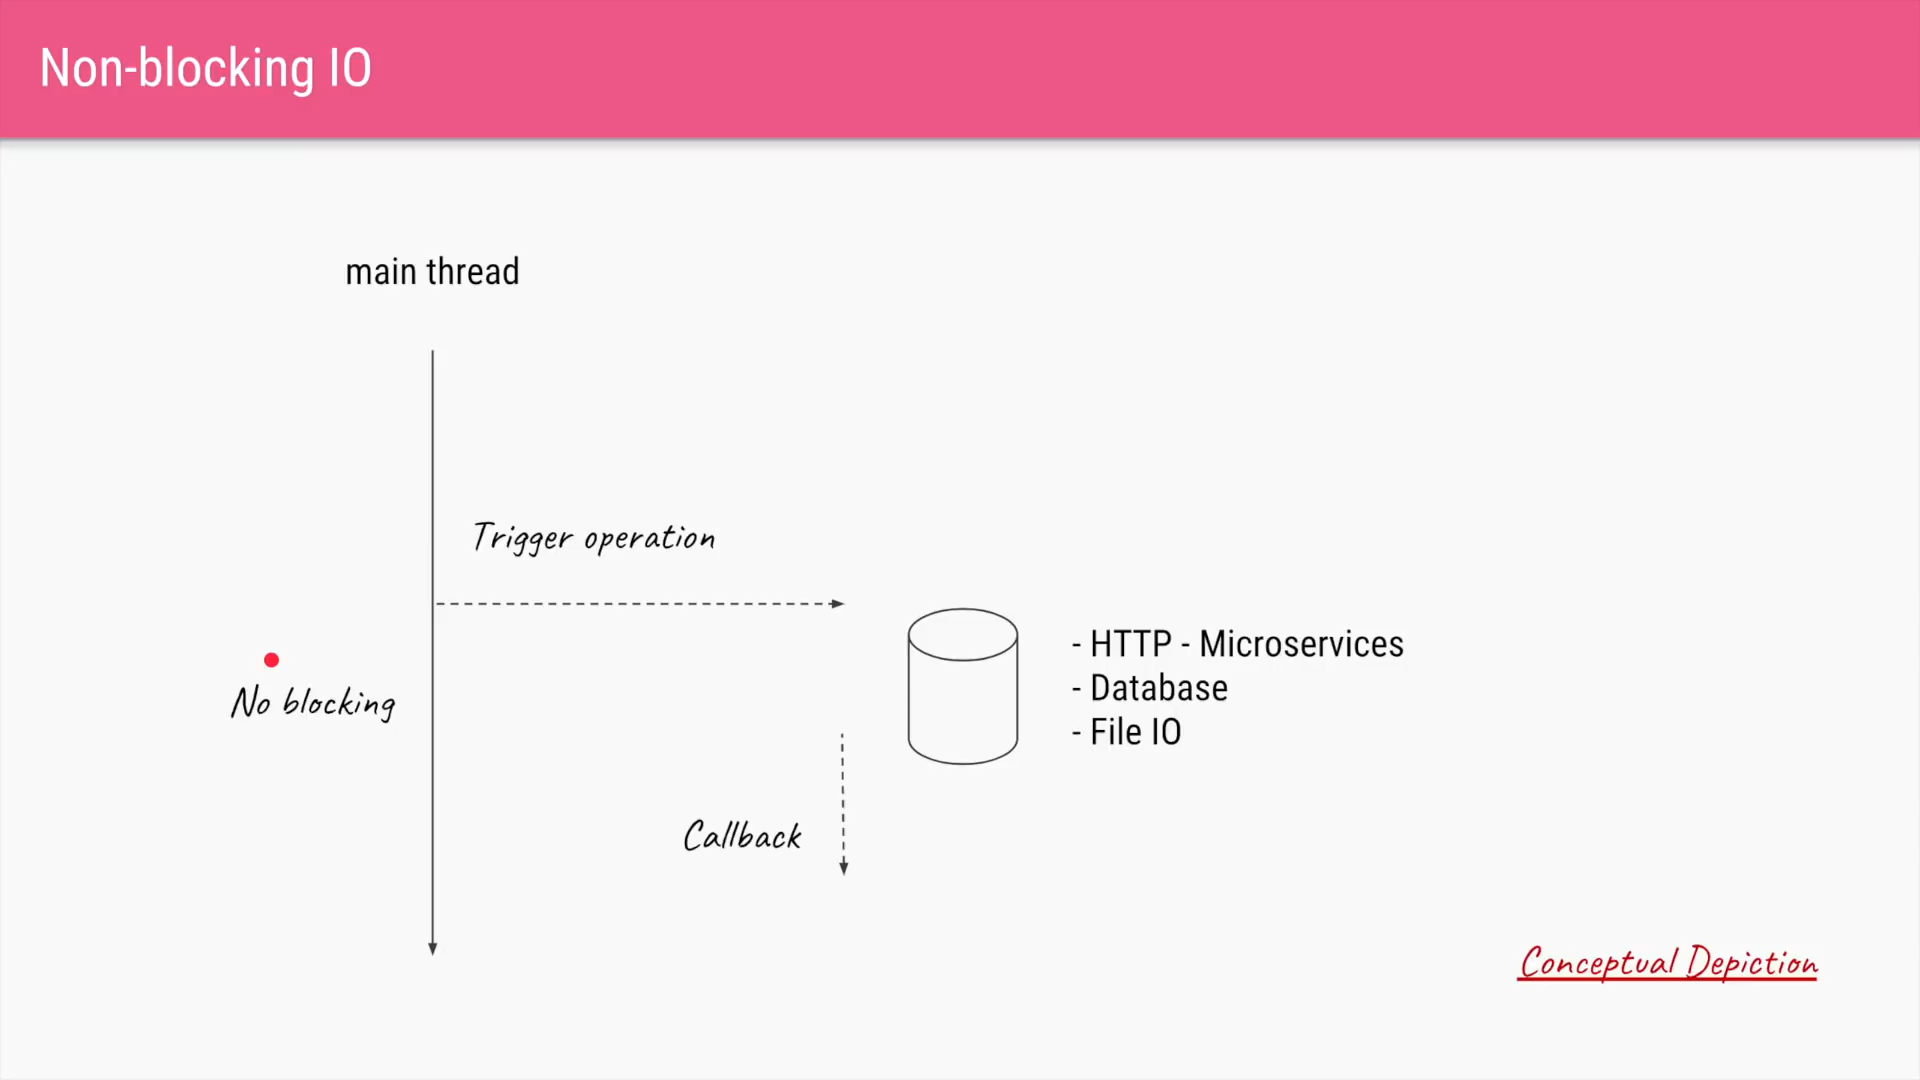 Non-blocking IO
main thread
Trigger operation
No blocking
- HTTP - Microservices
- Database
- File IO
Callback
Conceptual Depiction